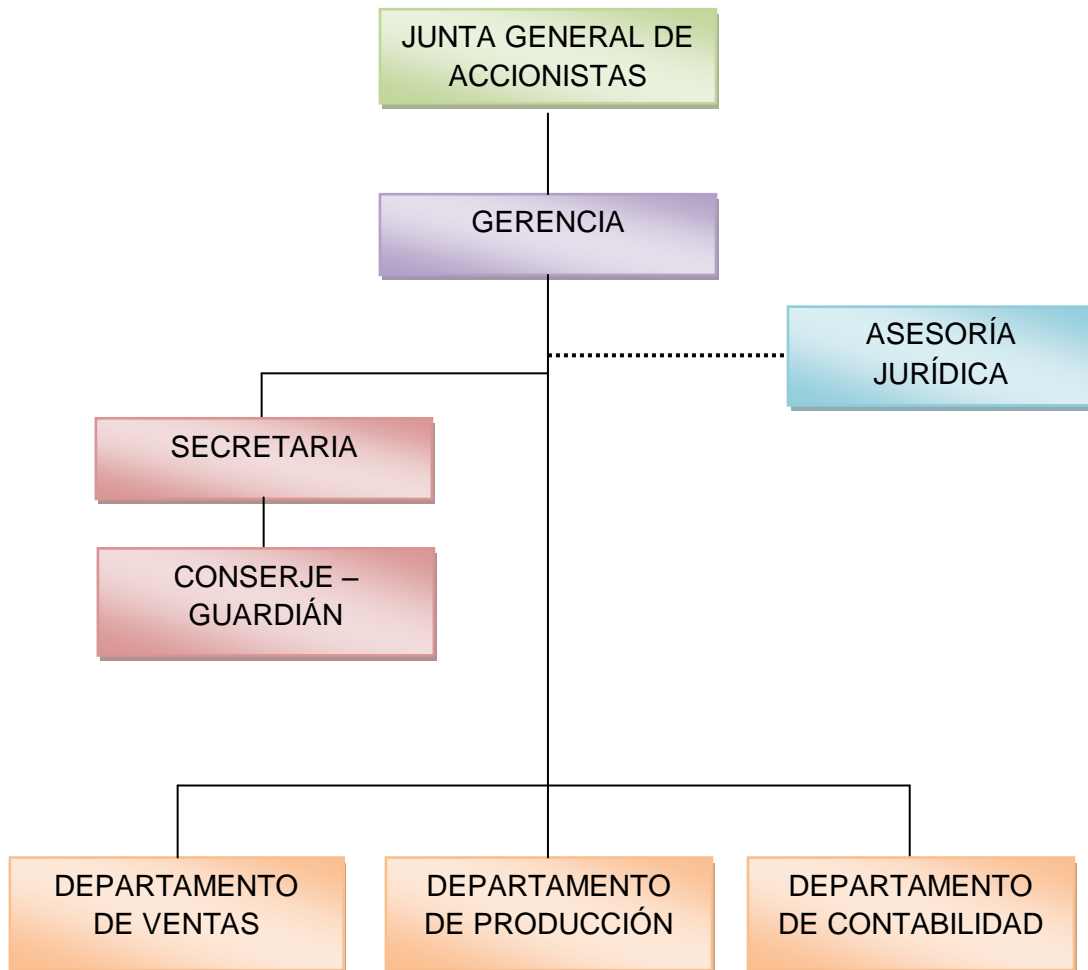 JUNTA GENERAL DE
ACCIONISTAS
GERENCIA
ASESORÍA
JURÍDICA
SECRETARIA
CONSERJE –
GUARDIÁN
DEPARTAMENTO
DE VENTAS
DEPARTAMENTO
DE PRODUCCIÓN
DEPARTAMENTO
DE CONTABILIDAD